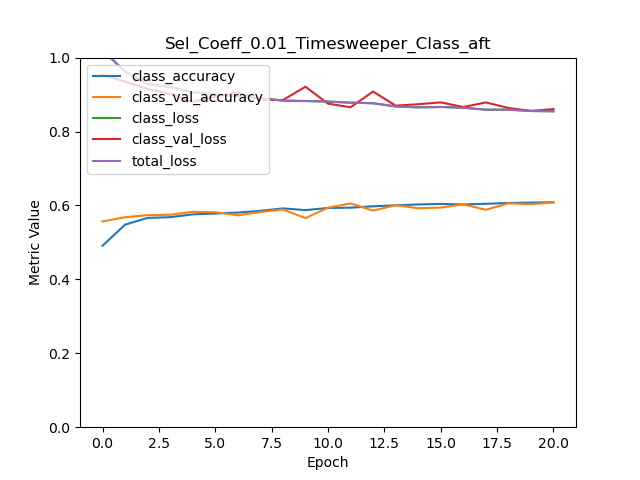 Sel_Coeff_0.01_Timesweeper_Class_aft
1.0
0.8
0.6
0.4
0.2
0.0
Metric Value
class_accuracy
class_val_accuracy
class_loss
class_val_loss
total_loss
0.0 2.5 5.0 7.5 10.0 12.5 15.0 17.5 20.0
Epoch